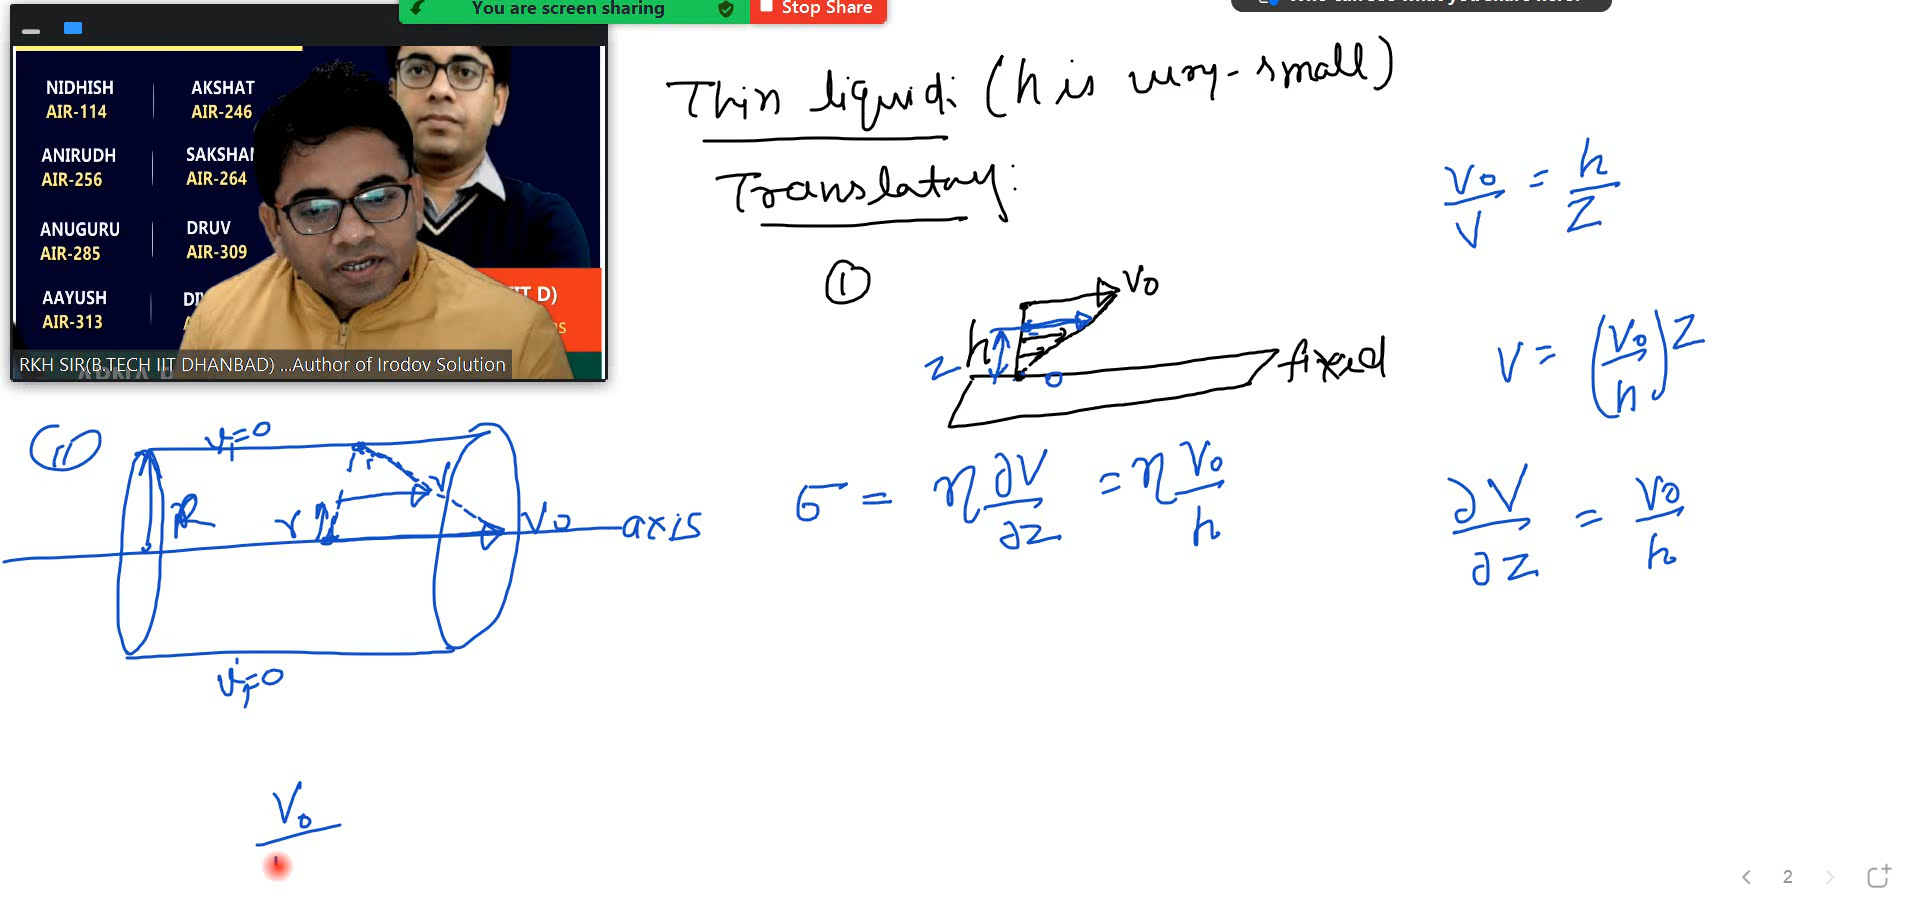 You are screen sharing
Stop Share
NIDHISH
AIR-114
AKSHAT
AIR-246
ANIRUDH
AIR-256
SAKSHA
AIR-264
ANUGURU
AIR-285
DRUV
AIR-309
AAYUSH
AIR-313
D)
RKH SIR(B.TECH IIT DHANBAD) ...Author of Irodov Solution
Thin liquid: (h is very-small)
Translatory:
①
V₀
h
Z
0
fixed
V₀/V = h/Z
V = (V₀/h) Z
σ = η ∂V/∂Z = η V₀/h
∂V/∂Z = V₀/h
(ii)
V=0
R
r
V
V₀
axis
V=0
V₀
2